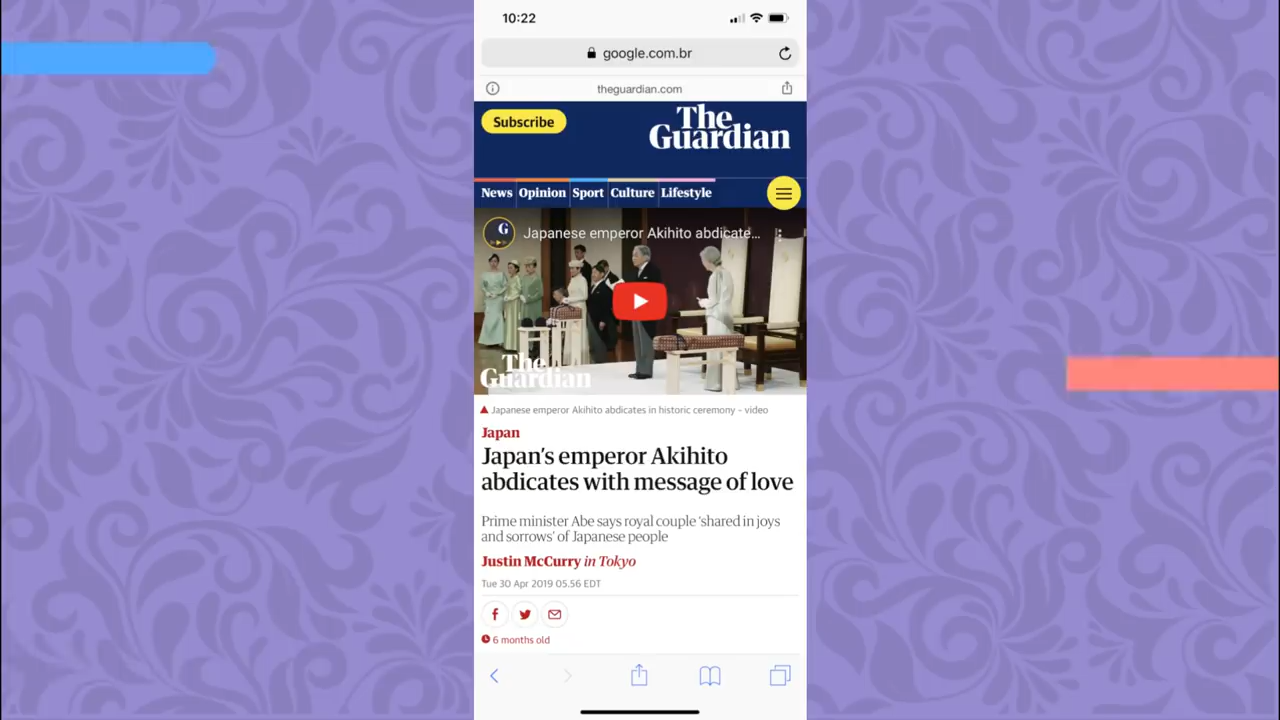 10:22
google.com.br
theguardian.com
Subscribe
The
Guardian
News Opinion Sport Culture Lifestyle
G
Japanese emperor Akihito abdicate...
The
Guardian
Japanese emperor Akihito abdicates in historic ceremony – video
Japan
Japan's emperor Akihito
abdicates with message of love
Prime minister Abe says royal couple 'shared in joys
and sorrows' of Japanese people
Justin McCurry in Tokyo
Tue 30 Apr 2019 05.56 EDT
6 months old